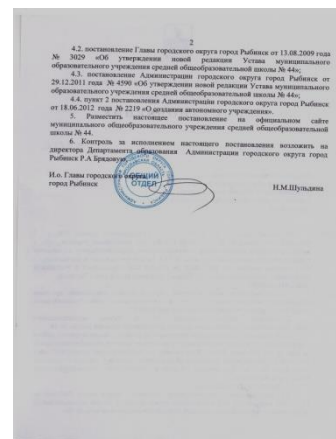 2
4.2. постановление Главы городского округа город Рыбинск от 13.08.2009 года
№ 3029 «Об утверждении новой редакции Устава муниципального
образовательного учреждения средней общеобразовательной школы № 44»;
4.3. постановление Администрации городского округа город Рыбинск от
29.12.2011 года № 4590 «Об утверждении новой редакции Устава муниципального
образовательного учреждения средней общеобразовательной школы № 44»;
4.4. пункт 2 постановления Администрации городского округа город Рыбинск
от 18.06.2012 года № 2219 «О создании автономного учреждения».
5. Разместить настоящее постановление на официальном сайте
муниципального общеобразовательного учреждения средней общеобразовательной
школы № 44.
6. Контроль за исполнением настоящего постановления возложить на
директора Департамента образования Администрации городского округа город
Рыбинск Р.А Брядовую.
И.о. Главы городского округа
город Рыбинск
Н.М.Шульдина
ОБЩИЙ
ОТДЕЛ